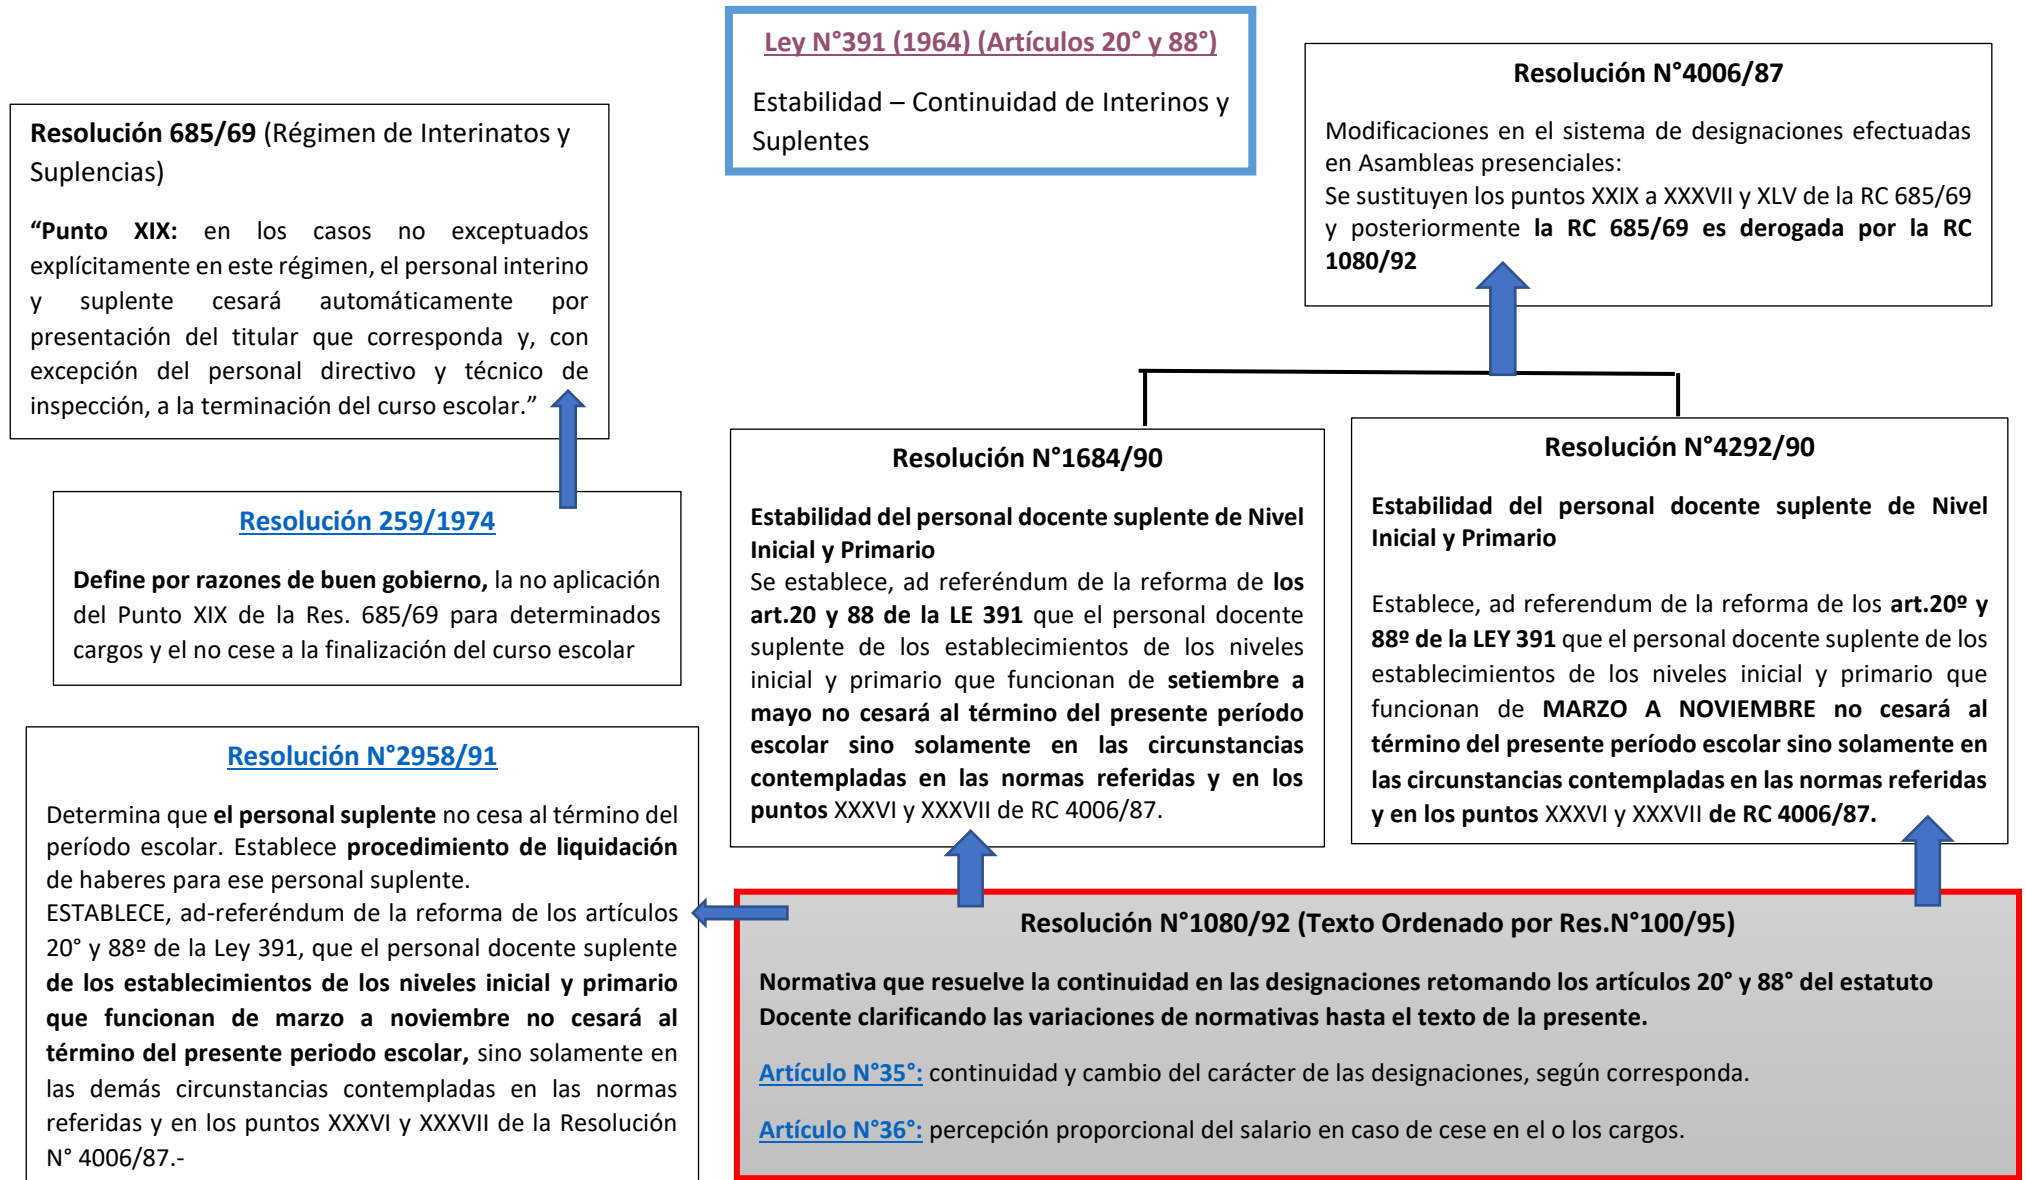 Ley N°391 (1964) (Artículos 20° y 88°)
Estabilidad – Continuidad de Interinos y
Suplentes
Resolución 685/69 (Régimen de Interinatos y
Suplencias)
“Punto XIX: en los casos no exceptuados
explícitamente en este régimen, el personal interino
y suplente cesará automáticamente por
presentación del titular que corresponda y, con
excepción del personal directivo y técnico de
inspección, a la terminación del curso escolar.”
Resolución N°4006/87
Modificaciones en el sistema de designaciones efectuadas
en Asambleas presenciales:
Se sustituyen los puntos XXIX a XXXVII y XLV de la RC 685/69
y posteriormente la RC 685/69 es derogada por la RC
1080/92
Resolución 259/1974
Define por razones de buen gobierno, la no aplicación
del Punto XIX de la Res. 685/69 para determinados
cargos y el no cese a la finalización del curso escolar
Resolución N°1684/90
Estabilidad del personal docente suplente de Nivel
Inicial y Primario
Se establece, ad referéndum de la reforma de los
art.20 y 88 de la LE 391 que el personal docente
suplente de los establecimientos de los niveles
inicial y primario que funcionan de setiembre a
mayo no cesará al término del presente período
escolar sino solamente en las circunstancias
contempladas en las normas referidas y en los
puntos XXXVI y XXXVII de RC 4006/87.
Resolución N°4292/90
Estabilidad del personal docente suplente de Nivel
Inicial y Primario
Establece, ad referendum de la reforma de los art.20º y
88º de la LEY 391 que el personal docente suplente de los
establecimientos de los niveles inicial y primario que
funcionan de MARZO A NOVIEMBRE no cesará al
término del presente período escolar sino solamente en
las circunstancias contempladas en las normas referidas
y en los puntos XXXVI y XXXVII de RC 4006/87.
Resolución N°2958/91
Determina que el personal suplente no cesa al término del
período escolar. Establece procedimiento de liquidación
de haberes para ese personal suplente.
ESTABLECE, ad-referéndum de la reforma de los artículos
20° y 88º de la Ley 391, que el personal docente suplente
de los establecimientos de los niveles inicial y primario
que funcionan de marzo a noviembre no cesará al
término del presente periodo escolar, sino solamente en
las demás circunstancias contempladas en las normas
referidas y en los puntos XXXVI y XXXVII de la Resolución
N° 4006/87.-
Resolución N°1080/92 (Texto Ordenado por Res.N°100/95)
Normativa que resuelve la continuidad en las designaciones retomando los artículos 20° y 88° del estatuto
Docente clarificando las variaciones de normativas hasta el texto de la presente.
Artículo N°35°: continuidad y cambio del carácter de las designaciones, según corresponda.
Artículo N°36°: percepción proporcional del salario en caso de cese en el o los cargos.